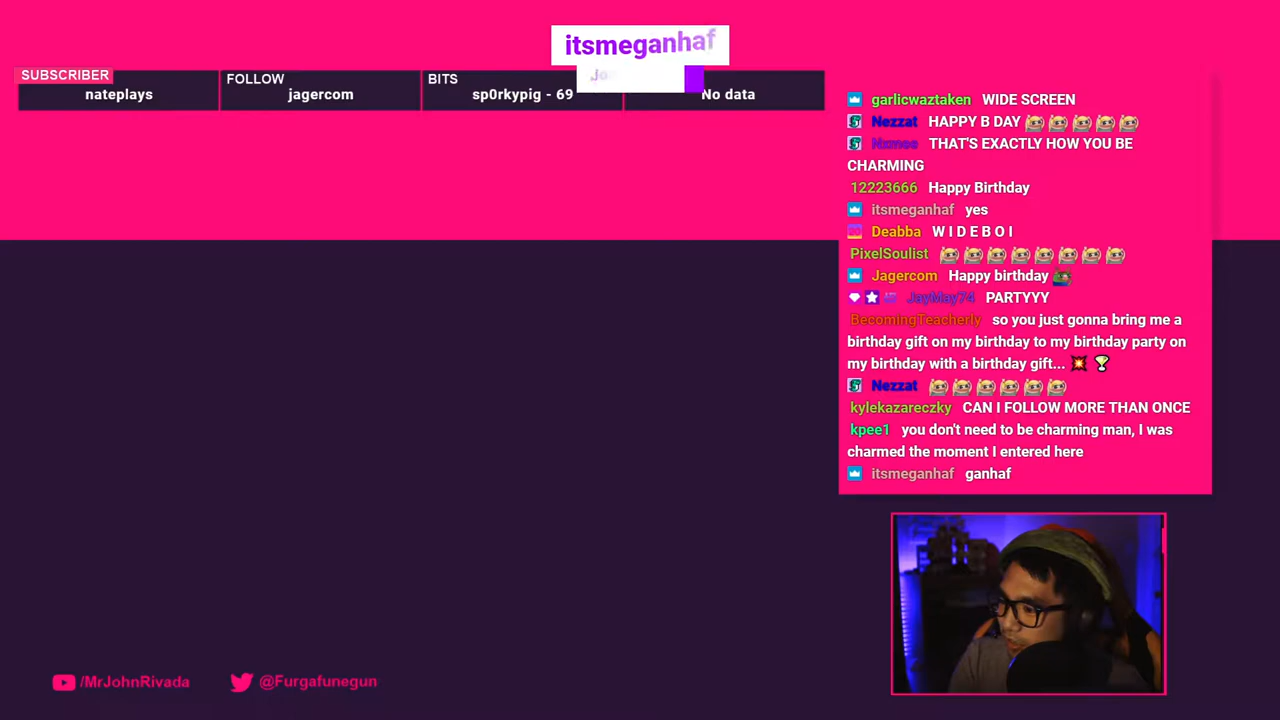 itsmeganhaf
SUBSCRIBER
nateplays
FOLLOW
jagercom
BITS
sp0rkypig - 69
No data
garlicwaztaken WIDE SCREEN
Nezzat HAPPY B DAY
Nxmoe THAT'S EXACTLY HOW YOU BE
CHARMING
12223666 Happy Birthday
itsmeganhaf yes
Deabba W I D E B O I
PixelSoulist
Jagercom Happy birthday
JayMay74 PARTYYY
BecomingTeacherly so you just gonna bring me a
birthday gift on my birthday to my birthday party on
my birthday with a birthday gift...
Nezzat
kylekazareczky CAN I FOLLOW MORE THAN ONCE
kpee1 you don't need to be charming man, I was
charmed the moment I entered here
itsmeganhaf ganhaf
/MrJohnRivada
@Furgafunegun